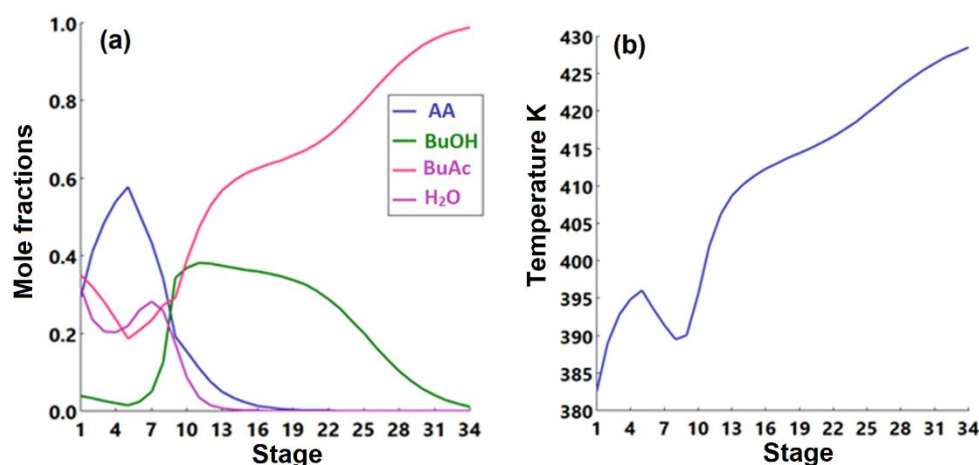 (a)
Mole fractions
1.0
0.8
0.6
0.4
0.2
0.0
AA
BuOH
BuAc
H₂O
1 4 7 10 13 16 19 22 25 28 31 34
Stage
(b)
Temperature K
430
425
420
415
410
405
400
395
390
385
380
1 4 7 10 13 16 19 22 25 28 31 34
Stage